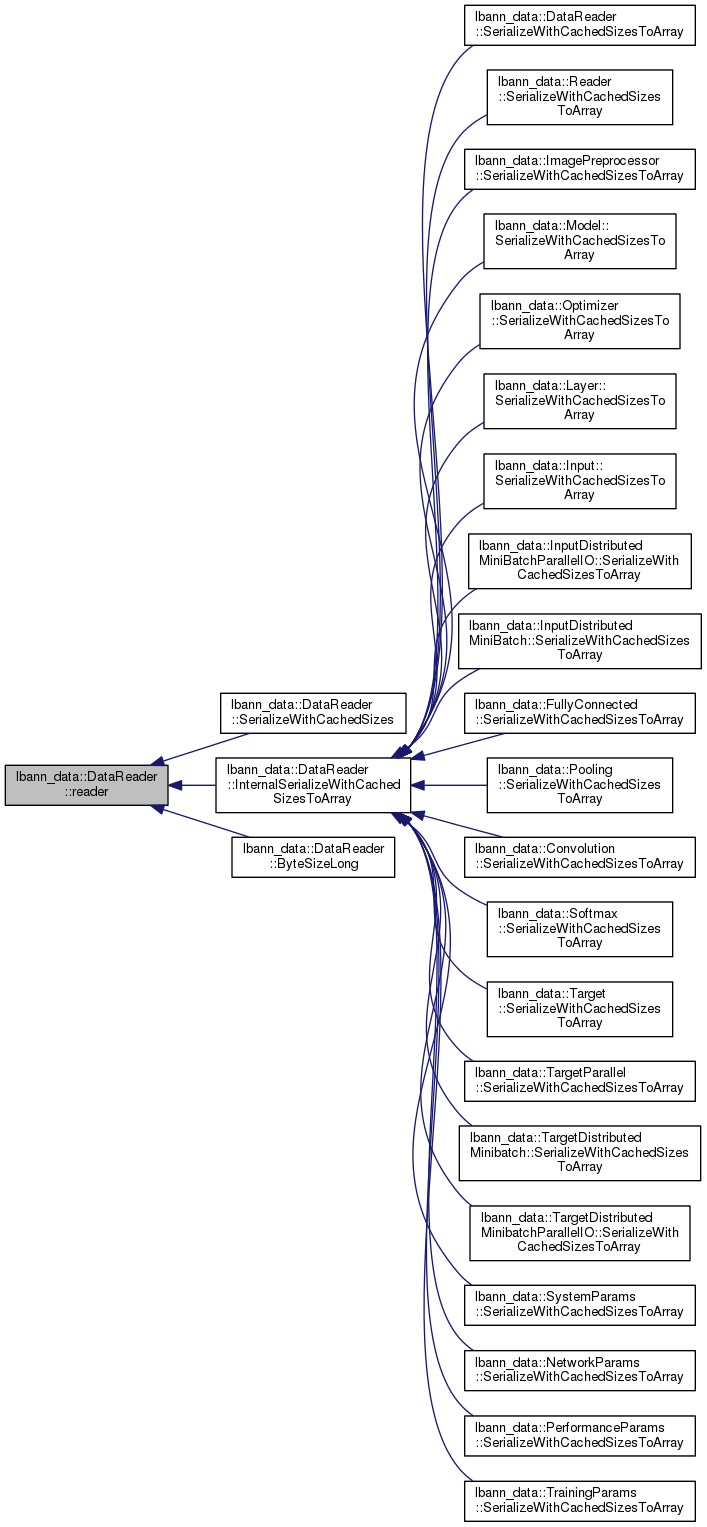 lbann_data::DataReader
::reader
lbann_data::DataReader
::SerializeWithCachedSizes
lbann_data::DataReader
::InternalSerializeWithCached
SizesToArray
lbann_data::DataReader
::ByteSizeLong
lbann_data::DataReader
::SerializeWithCachedSizesToArray
lbann_data::Reader
::SerializeWithCachedSizes
ToArray
lbann_data::ImagePreprocessor
::SerializeWithCachedSizesToArray
lbann_data::Model::
SerializeWithCachedSizesTo
Array
lbann_data::Optimizer
::SerializeWithCachedSizesTo
Array
lbann_data::Layer::
SerializeWithCachedSizesTo
Array
lbann_data::Input::
SerializeWithCachedSizesTo
Array
lbann_data::InputDistributed
MiniBatchParallelIO::SerializeWith
CachedSizesToArray
lbann_data::InputDistributed
MiniBatch::SerializeWithCachedSizes
ToArray
lbann_data::FullyConnected
::SerializeWithCachedSizesToArray
lbann_data::Pooling
::SerializeWithCachedSizes
ToArray
lbann_data::Convolution
::SerializeWithCachedSizesToArray
lbann_data::Softmax
::SerializeWithCachedSizes
ToArray
lbann_data::Target
::SerializeWithCachedSizes
ToArray
lbann_data::TargetParallel
::SerializeWithCachedSizesToArray
lbann_data::TargetDistributed
Minibatch::SerializeWithCachedSizes
ToArray
lbann_data::TargetDistributed
MinibatchParallelIO::SerializeWith
CachedSizesToArray
lbann_data::SystemParams
::SerializeWithCachedSizesToArray
lbann_data::NetworkParams
::SerializeWithCachedSizesToArray
lbann_data::PerformanceParams
::SerializeWithCachedSizesToArray
lbann_data::TrainingParams
::SerializeWithCachedSizesToArray